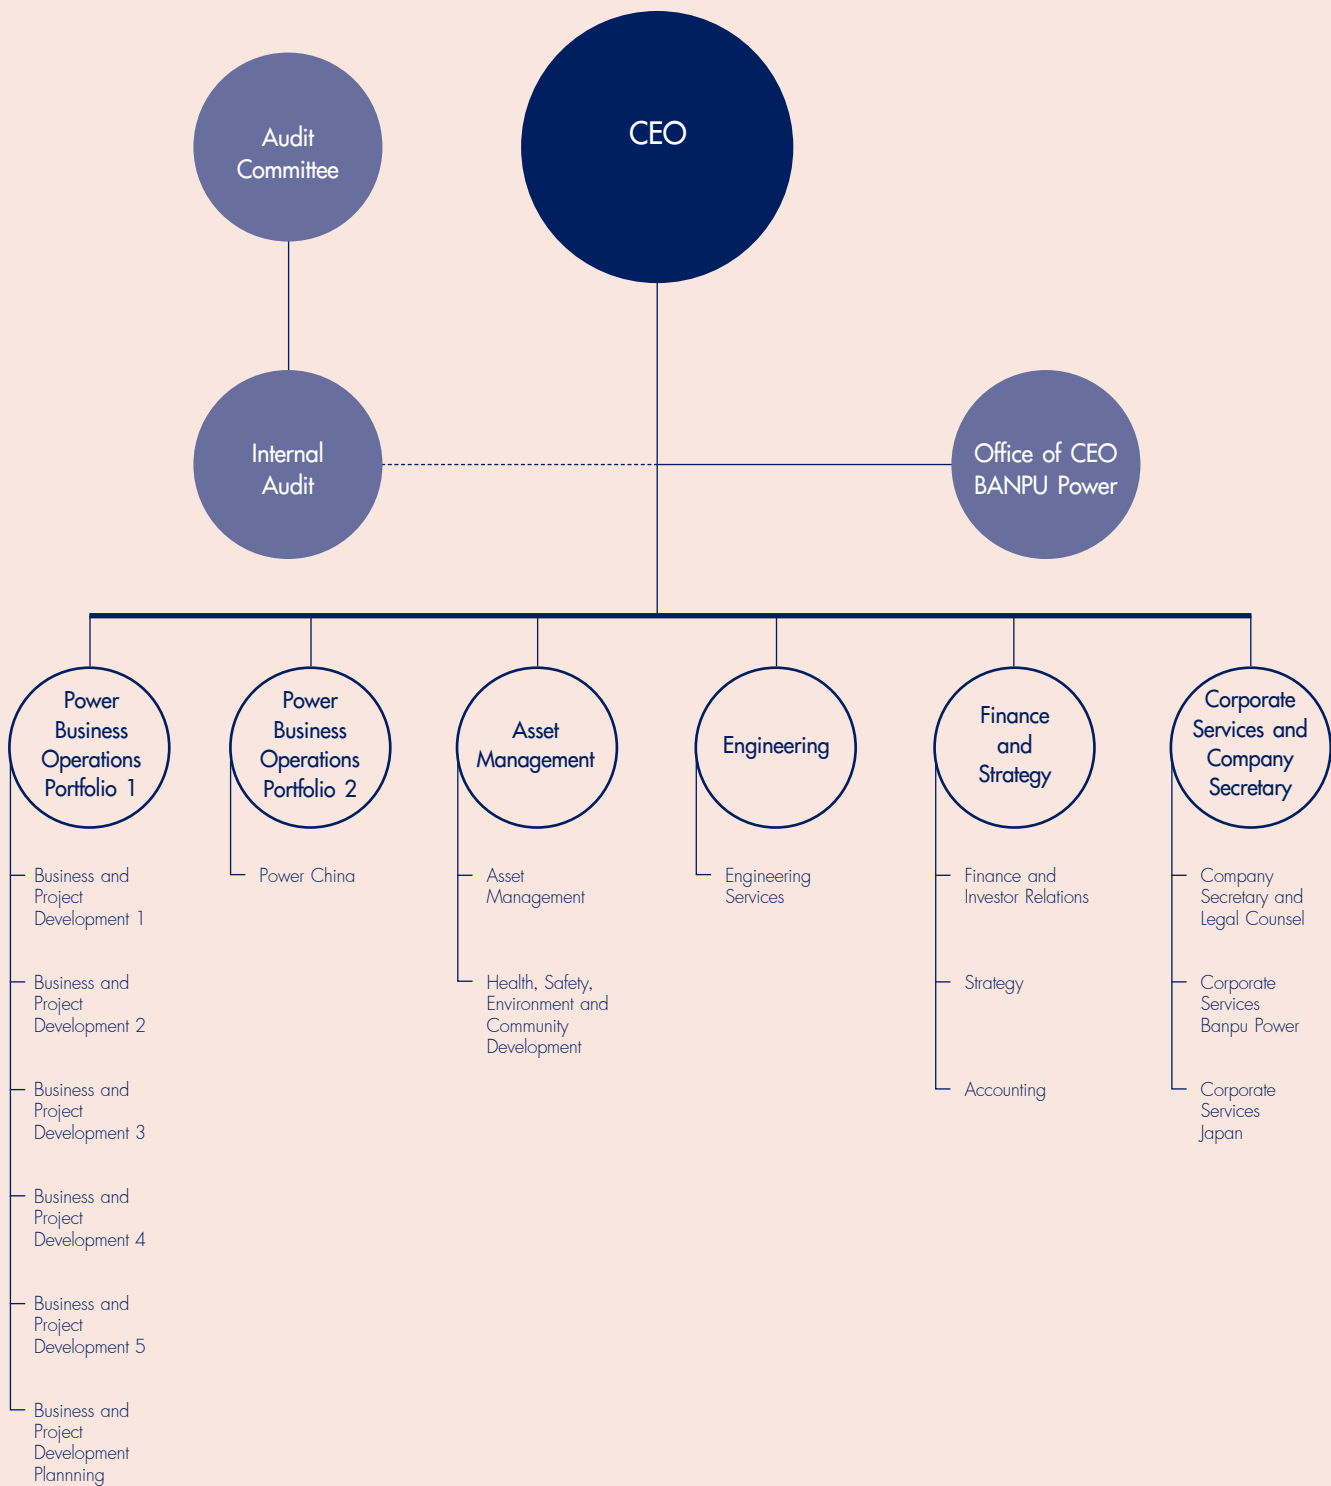 Audit
Committee
CEO
Internal
Audit
Office of CEO
BANPU Power
Power
Business
Operations
Portfolio 1
Power
Business
Operations
Portfolio 2
Asset
Management
Engineering
Finance
and
Strategy
Corporate
Services and
Company
Secretary
Business and
Project
Development 1
Business and
Project
Development 2
Business and
Project
Development 3
Business and
Project
Development 4
Business and
Project
Development 5
Business and
Project
Development
Plannning
Power China
Asset
Management
Health, Safety,
Environment and
Community
Development
Engineering
Services
Finance and
Investor Relations
Strategy
Accounting
Company
Secretary and
Legal Counsel
Corporate
Services
Banpu Power
Corporate
Services
Japan